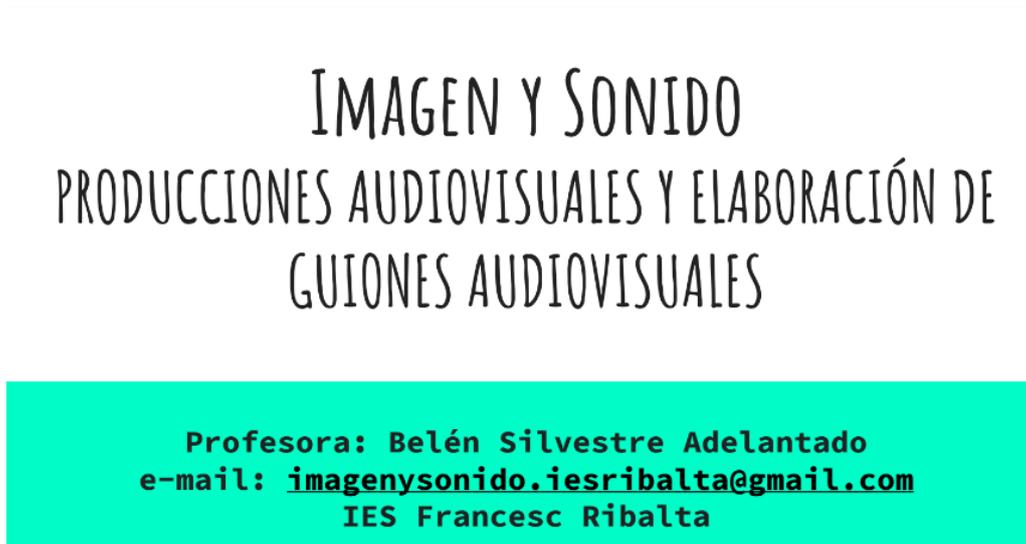 Imagen y Sonido
PRODUCCIONES AUDIOVISUALES Y ELABORACIÓN DE
GUIONES AUDIOVISUALES
Profesora: Belén Silvestre Adelantado
e-mail: imagenysonido.iesribalta@gmail.com
IES Francesc Ribalta